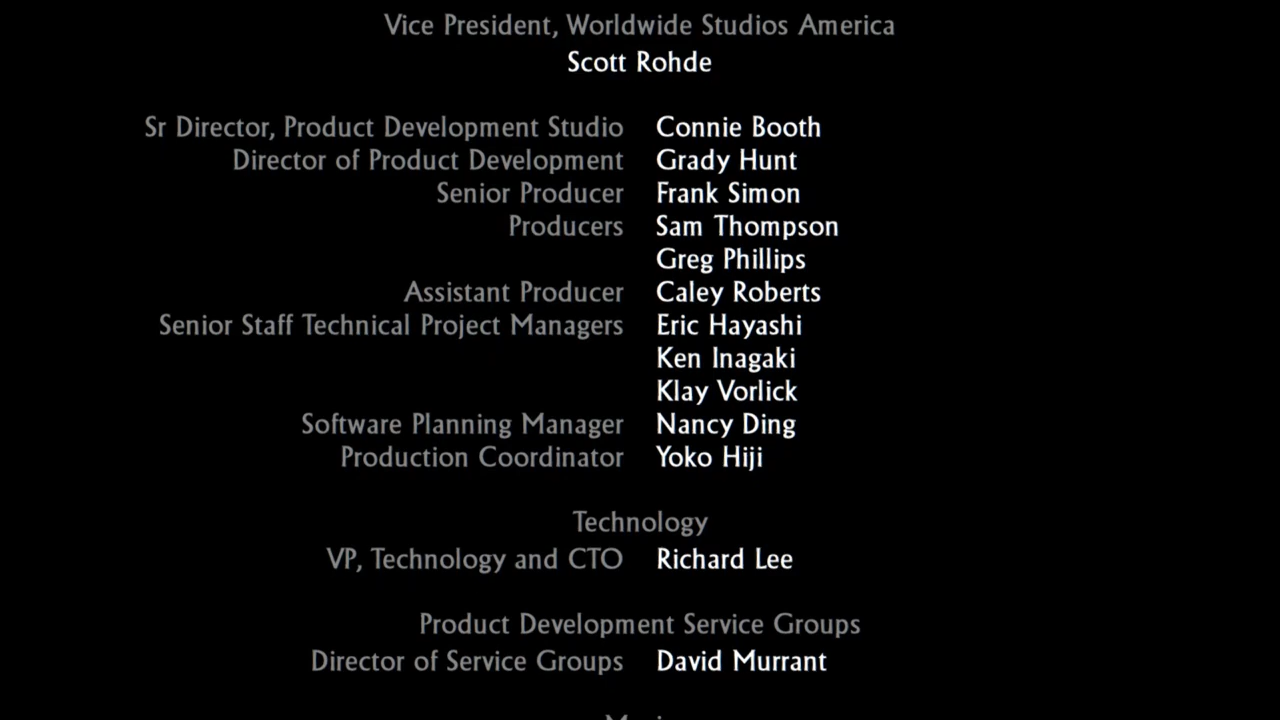 Vice President, Worldwide Studios America
Scott Rohde
Sr Director, Product Development Studio Connie Booth
Director of Product Development Grady Hunt
Senior Producer Frank Simon
Producers Sam Thompson
Greg Phillips
Assistant Producer Caley Roberts
Senior Staff Technical Project Managers Eric Hayashi
Ken Inagaki
Klay Vorlick
Software Planning Manager Nancy Ding
Production Coordinator Yoko Hiji
Technology
VP, Technology and CTO Richard Lee
Product Development Service Groups
Director of Service Groups David Murrant